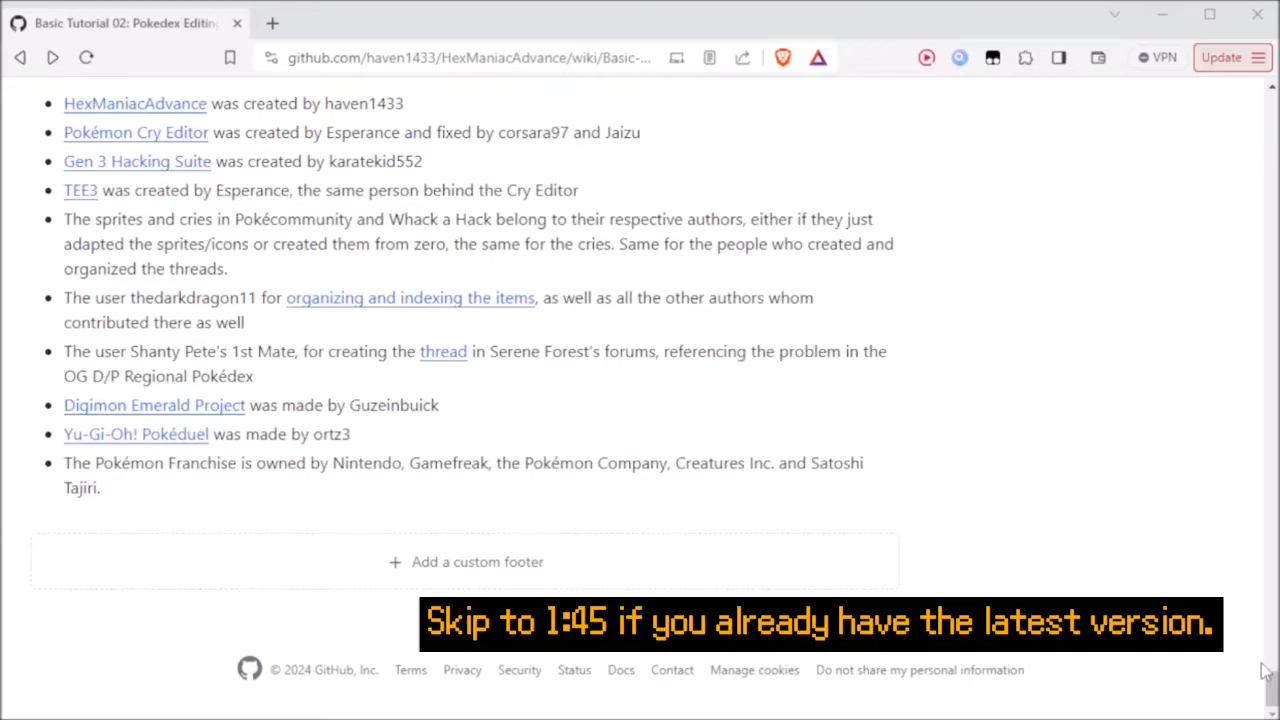 Basic Tutorial 02: Pokedex Editin
github.com/haven1433/HexManiacAdvance/wiki/Basic-...
VPN
Update
HexManiacAdvance was created by haven1433
Pokémon Cry Editor was created by Esperance and fixed by corsara97 and Jaizu
Gen 3 Hacking Suite was created by karatekid552
TEE3 was created by Esperance, the same person behind the Cry Editor
The sprites and cries in Pokécommunity and Whack a Hack belong to their respective authors, either if they just
adapted the sprites/icons or created them from zero, the same for the cries. Same for the people who created and
organized the threads.
The user thedarkdragon11 for organizing and indexing the items, as well as all the other authors whom
contributed there as well
The user Shanty Pete's 1st Mate, for creating the thread in Serene Forest's forums, referencing the problem in the
OG D/P Regional Pokédex
Digimon Emerald Project was made by Guzeinbuick
Yu-Gi-Oh! Pokéduel was made by ortz3
The Pokémon Franchise is owned by Nintendo, Gamefreak, the Pokémon Company, Creatures Inc. and Satoshi
Tajiri.
+ Add a custom footer
Skip to 1:45 if you already have the latest version.
© 2024 GitHub, Inc. Terms Privacy Security Status Docs Contact Manage cookies Do not share my personal information